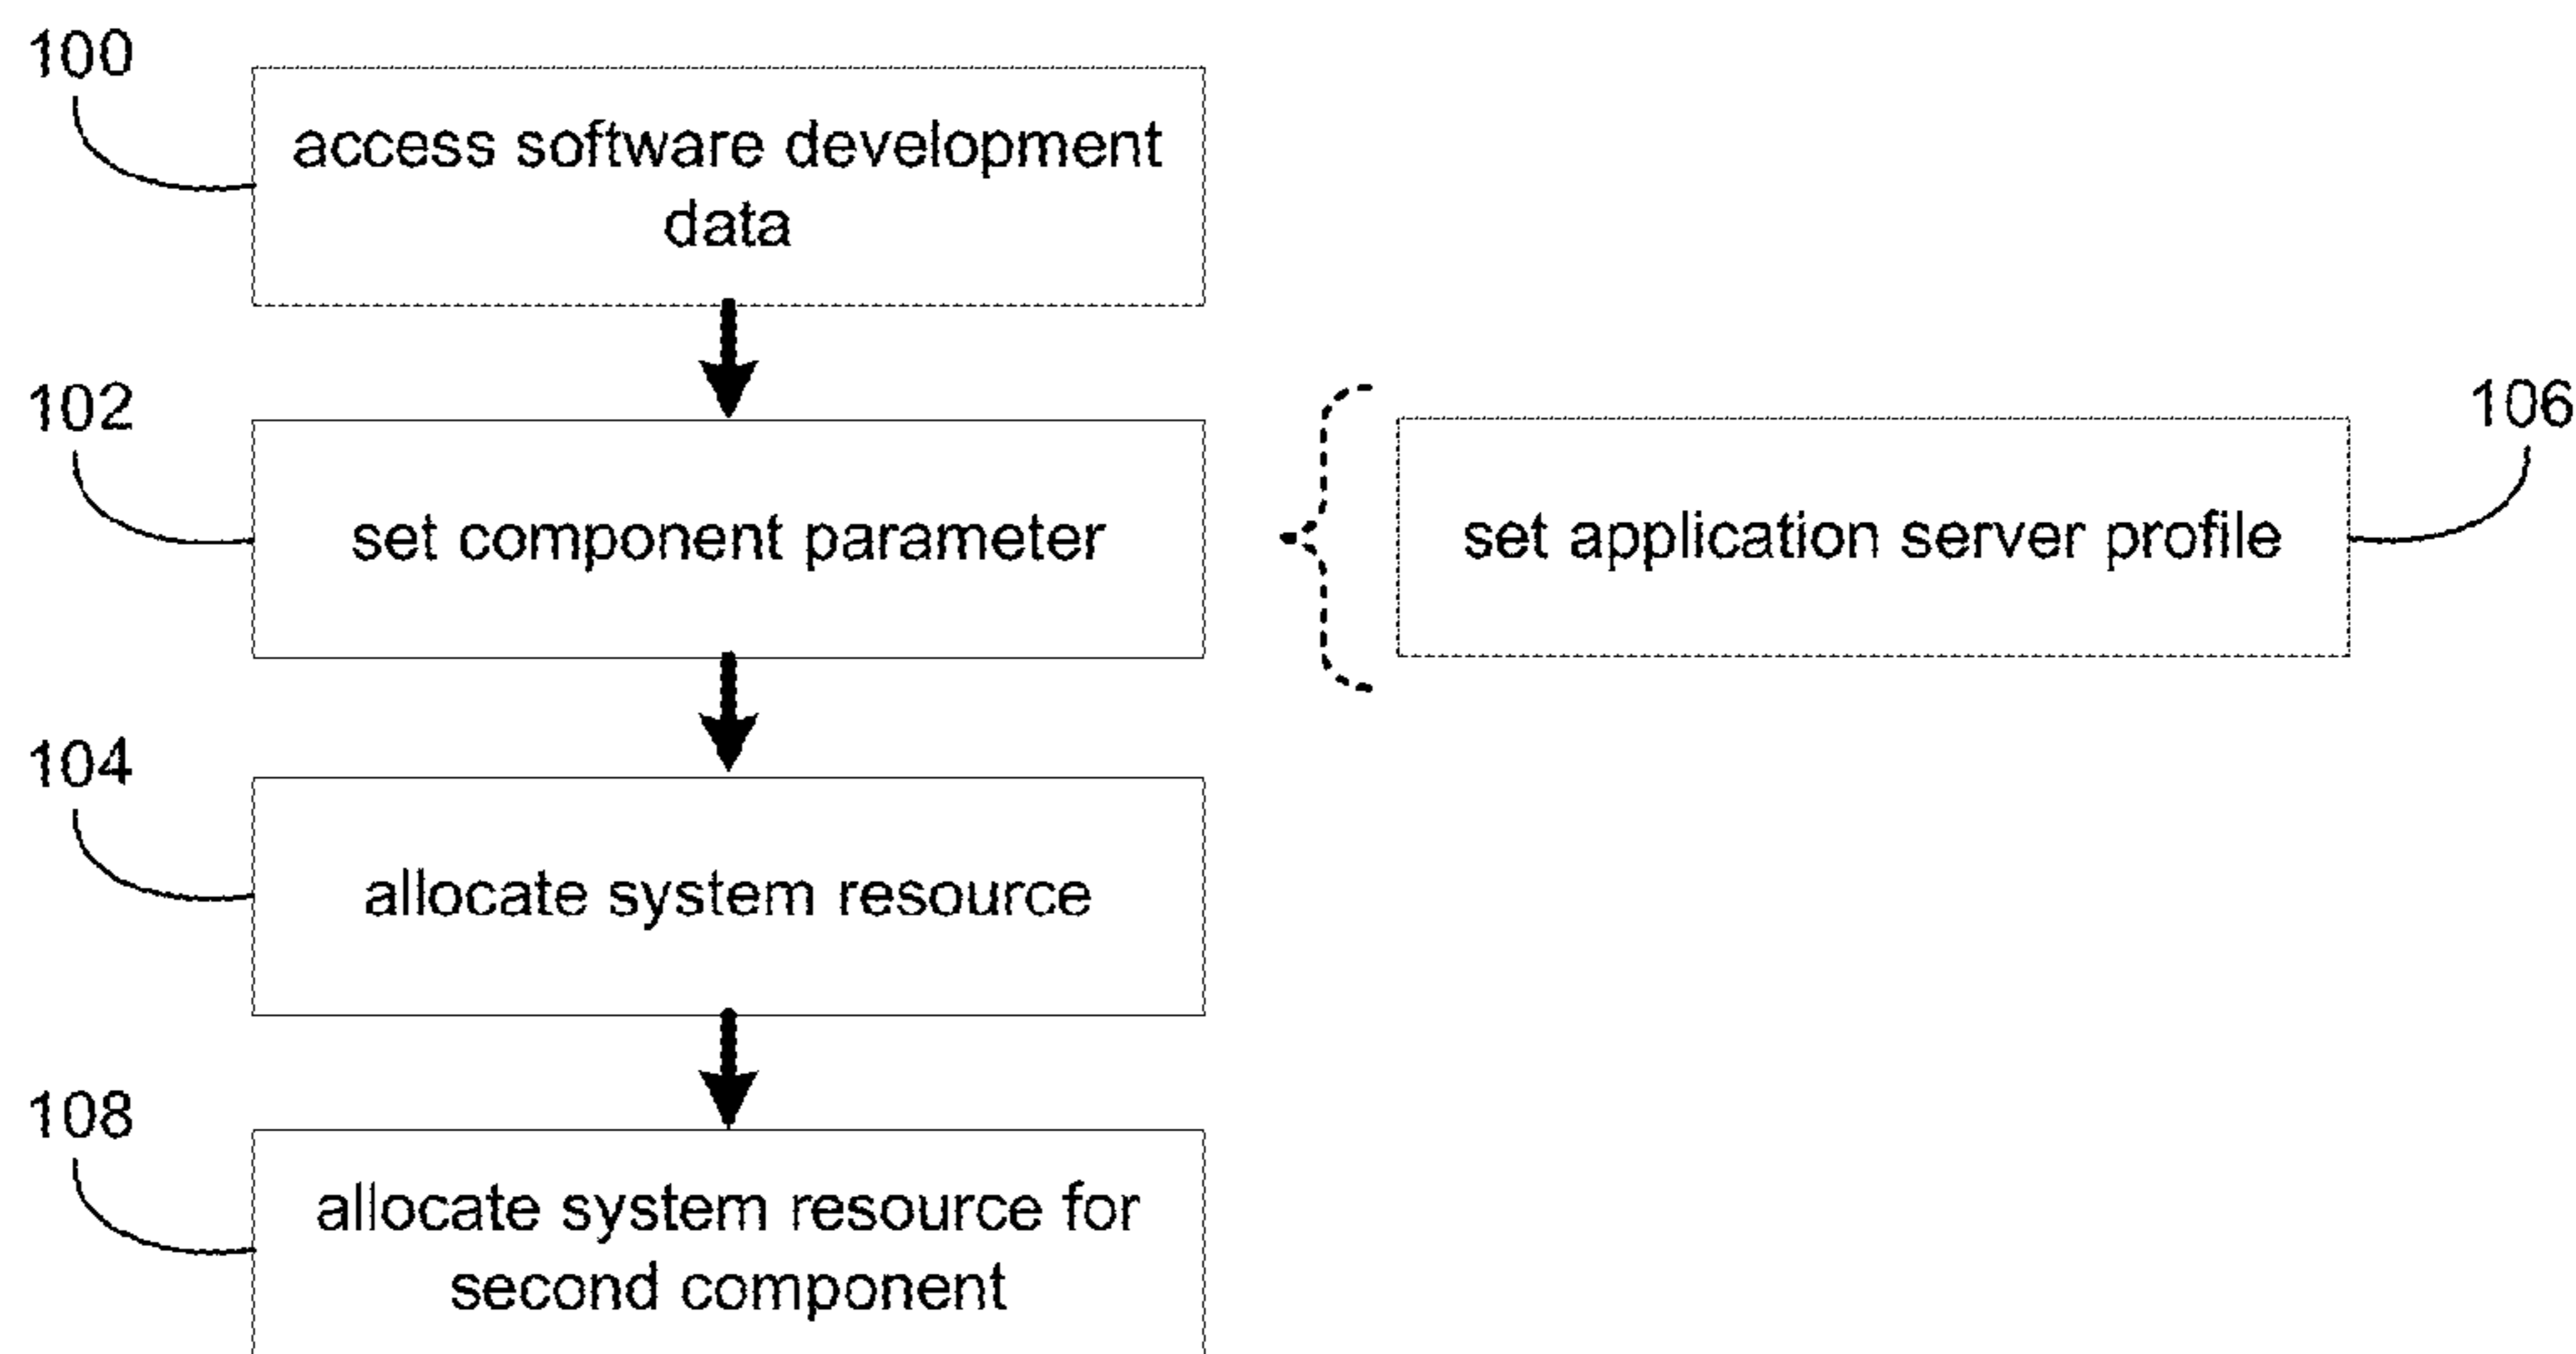 100
access software development
data
102
set component parameter
106
set application server profile
104
allocate system resource
108
allocate system resource for
second component